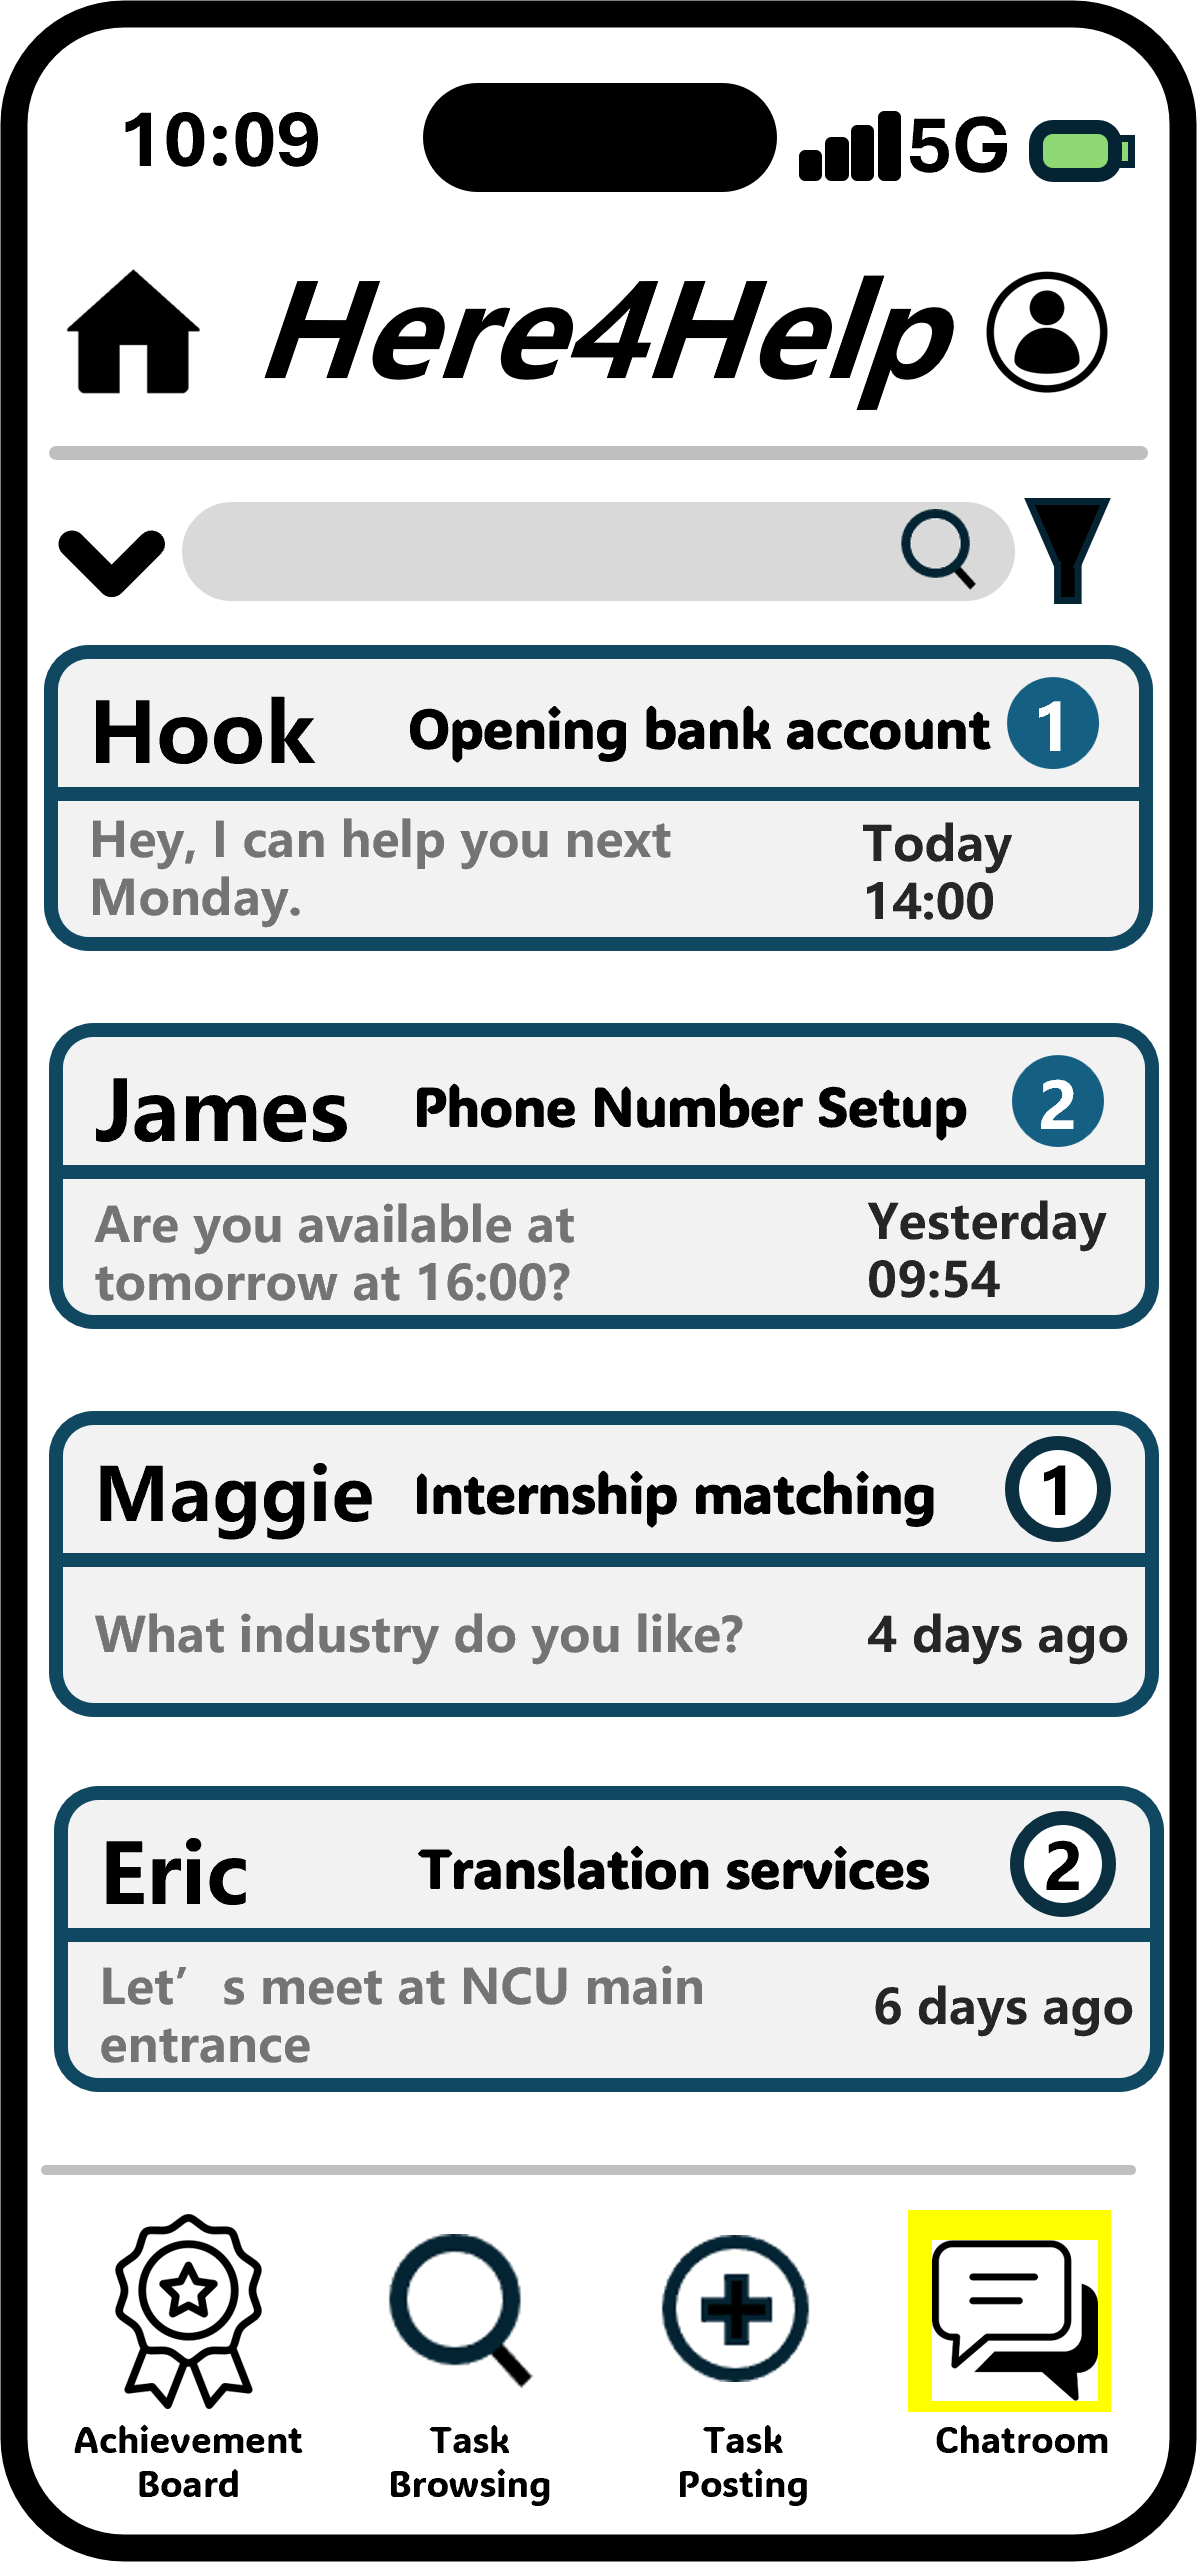 10:09 5G
Here4Help
Hook Opening bank account 1
Hey, I can help you next
Monday.
Today
14:00
James Phone Number Setup 2
Are you available at
tomorrow at 16:00?
Yesterday
09:54
Maggie Internship matching 1
What industry do you like? 4 days ago
Eric Translation services 2
Let’s meet at NCU main
entrance
6 days ago
Achievement
Board
Task
Browsing
Task
Posting
Chatroom